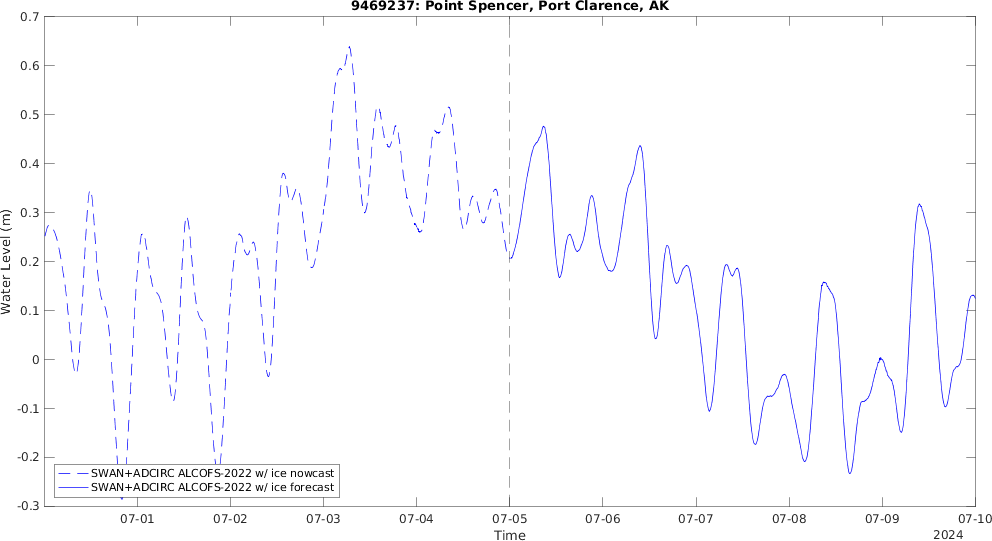 9469237: Point Spencer, Port Clarence, AK
0.7
0.6
0.5
0.4
0.3
0.2
0.1
0
-0.1
-0.2
-0.3
Water Level (m)
SWAN+ADCIRC ALCOFS-2022 w/ ice nowcast
SWAN+ADCIRC ALCOFS-2022 w/ ice forecast
07-01 07-02 07-03 07-04 07-05 07-06 07-07 07-08 07-09 07-10
Time
2024